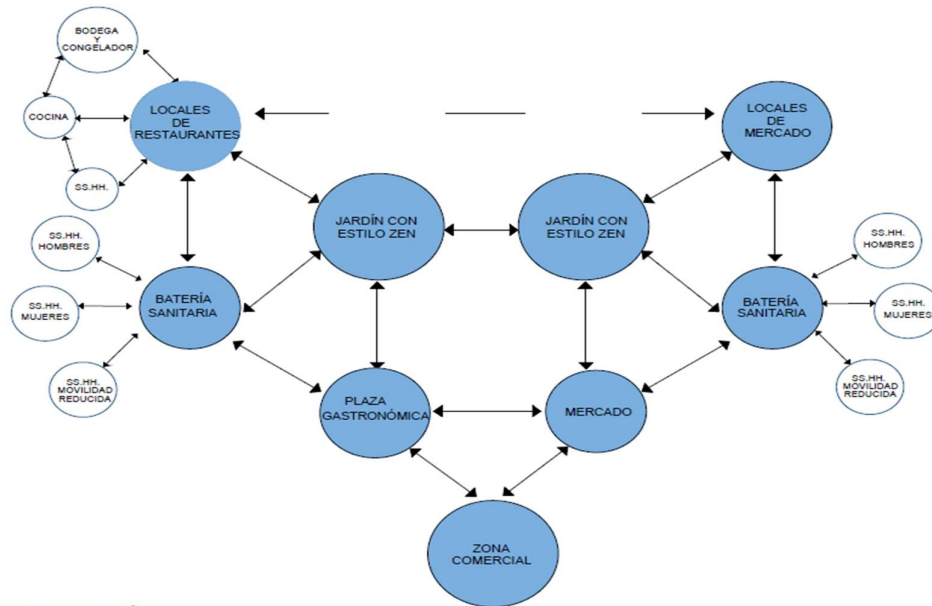 BODEGA
Y
CONGELADOR
COCINA
SS.HH.
LOCALES
DE
RESTAURANTES
LOCALES
DE
MERCADO
JARDÍN CON
ESTILO ZEN
JARDÍN CON
ESTILO ZEN
SS.HH.
HOMBRES
SS.HH.
MUJERES
SS.HH.
MOVILIDAD
REDUCIDA
BATERÍA
SANITARIA
BATERÍA
SANITARIA
SS.HH.
HOMBRES
SS.HH.
MUJERES
SS.HH.
MOVILIDAD
REDUCIDA
PLAZA
GASTRONÓMICA
MERCADO
ZONA
COMERCIAL